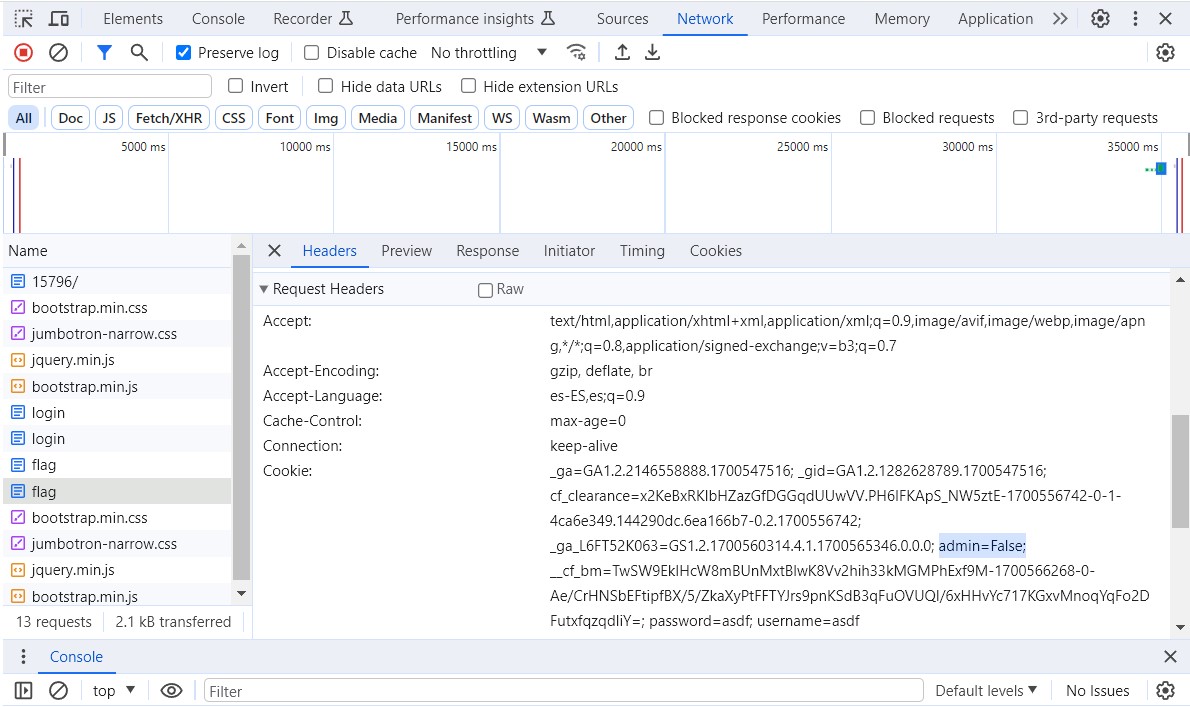 Elements Console Recorder Performance insights Sources Network Performance Memory Application
Preserve log Disable cache No throttling
Filter Invert Hide data URLs Hide extension URLs
All Doc JS Fetch/XHR CSS Font Img Media Manifest WS Wasm Other Blocked response cookies Blocked requests 3rd-party requests
5000 ms 10000 ms 15000 ms 20000 ms 25000 ms 30000 ms 35000 ms
Name
15796/
bootstrap.min.css
jumbotron-narrow.css
jquery.min.js
bootstrap.min.js
login
login
flag
flag
bootstrap.min.css
jumbotron-narrow.css
jquery.min.js
bootstrap.min.js
13 requests 2.1 kB transferred
Headers Preview Response Initiator Timing Cookies
Request Headers Raw
Accept: text/html,application/xhtml+xml,application/xml;q=0.9,image/avif,image/webp,image/apn
g,*/*;q=0.8,application/signed-exchange;v=b3;q=0.7
Accept-Encoding: gzip, deflate, br
Accept-Language: es-ES,es;q=0.9
Cache-Control: max-age=0
Connection: keep-alive
Cookie: _ga=GA1.2.2146558888.1700547516; _gid=GA1.2.1282628789.1700547516;
cf_clearance=x2KeBxRKIbHZazGfDGGqdUUwVV.PH6IFKApS_NW5ztE-1700556742-0-1-
4ca6e349.144290dc.6ea166b7-0.2.1700556742;
_ga_L6FT52K063=GS1.2.1700560314.4.1.1700565346.0.0.0; admin=False;
__cf_bm=TwSW9EklHcW8mBUnMxtBlwK8Vv2hih33kMGMPhExf9M-1700566268-0-
Ae/CrHNSbEFtipfBX/5/ZkaXyPtFFTYJrs9pnKSdB3qFuOVUQI/6xHHvYc717KGxvMnoqYqFo2D
FutxfqzqdIiY=; password=asdf; username=asdf
Console
top Filter Default levels No Issues